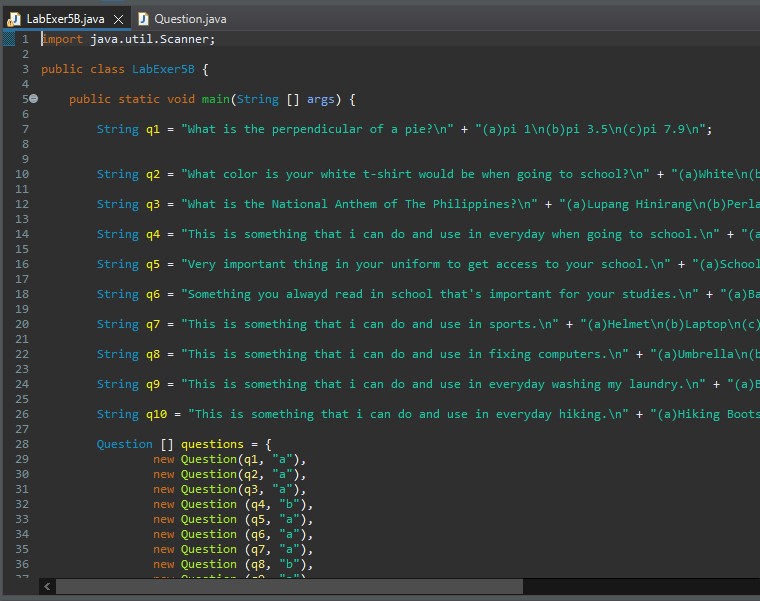 LabExer5B.java Question.java
1 import java.util.Scanner;
2
3 public class LabExer5B {
4
5 public static void main(String [] args) {
6
7 String q1 = "What is the perpendicular of a pie?\n" + "(a)pi 1\n(b)pi 3.5\n(c)pi 7.9\n";
8
9
10 String q2 = "What color is your white t-shirt would be when going to school?\n" + "(a)White\n(b
11
12 String q3 = "What is the National Anthem of The Philippines?\n" + "(a)Lupang Hinirang\n(b)Perla
13
14 String q4 = "This is something that i can do and use in everyday when going to school.\n" + "(a
15
16 String q5 = "Very important thing in your uniform to get access to your school.\n" + "(a)School
17
18 String q6 = "Something you alwayd read in school that's important for your studies.\n" + "(a)Ba
19
20 String q7 = "This is something that i can do and use in sports.\n" + "(a)Helmet\n(b)Laptop\n(c)
21
22 String q8 = "This is something that i can do and use in fixing computers.\n" + "(a)Umbrella\n(b
23
24 String q9 = "This is something that i can do and use in everyday washing my laundry.\n" + "(a)B
25
26 String q10 = "This is something that i can do and use in everyday hiking.\n" + "(a)Hiking Boots
27
28 Question [] questions = {
29 new Question(q1, "a"),
30 new Question(q2, "a"),
31 new Question(q3, "a"),
32 new Question (q4, "b"),
33 new Question (q5, "a"),
34 new Question (q6, "a"),
35 new Question (q7, "a"),
36 new Question (q8, "b"),